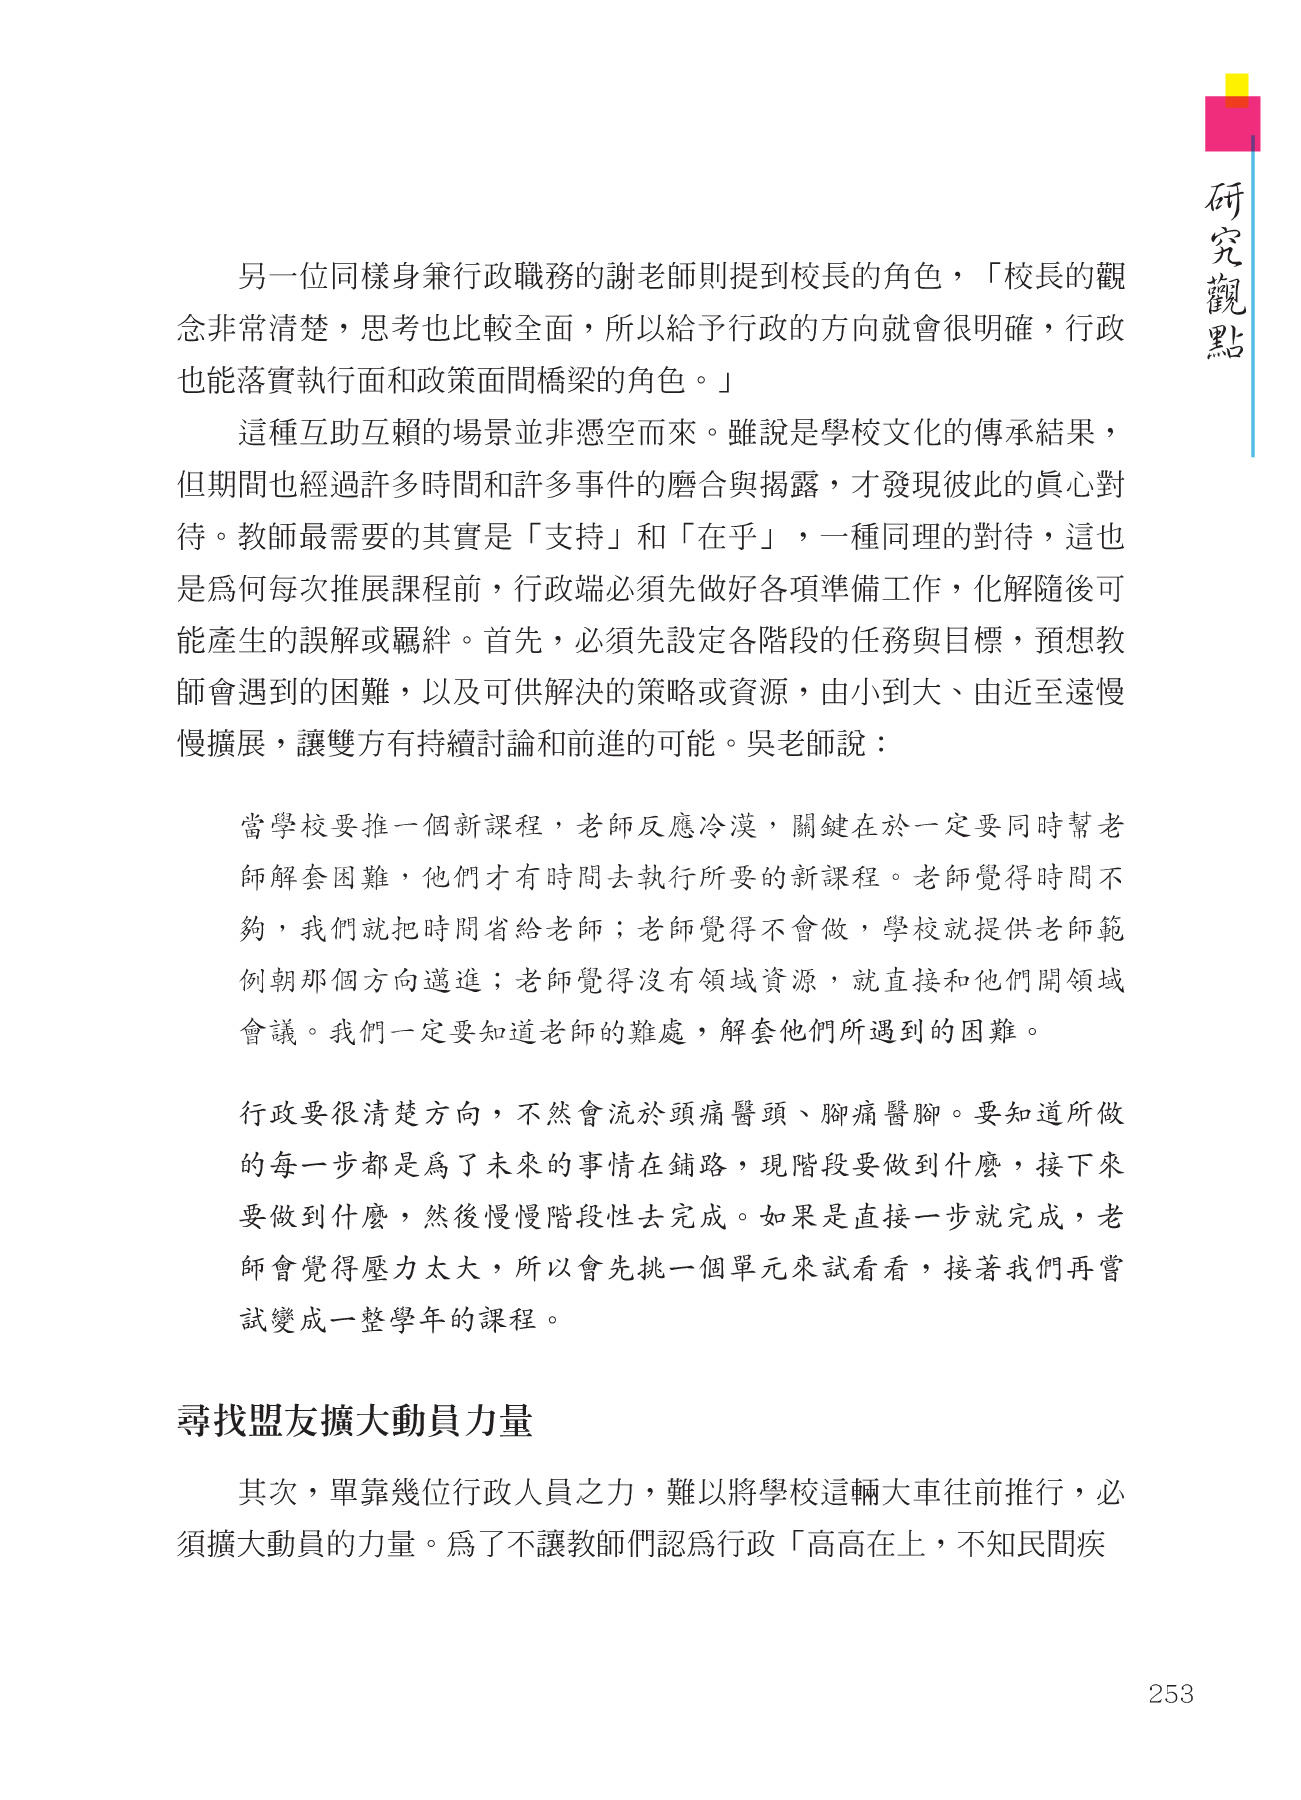 研究觀點
另一位同樣身兼行政職務的謝老師則提到校長的角色，「校長的觀
念非常清楚，思考也比較全面，所以給予行政的方向就會很明確，行政
也能落實執行面和政策面間橋梁的角色。」
這種互助互賴的場景並非憑空而來。雖說是學校文化的傳承結果，
但期間也經過許多時間和許多事件的磨合與揭露，才發現彼此的眞心對
待。教師最需要的其實是「支持」和「在乎」，一種同理的對待，這也
是爲何每次推展課程前，行政端必須先做好各項準備工作，化解隨後可
能產生的誤解或羈絆。首先，必須先設定各階段的任務與目標，預想教
師會遇到的困難，以及可供解決的策略或資源，由小到大、由近至遠慢
慢擴展，讓雙方有持續討論和前進的可能。吳老師說：
當學校要推一個新課程，老師反應冷漠，關鍵在於一定要同時幫老
師解套困難，他們才有時間去執行所要的新課程。老師覺得時間不
夠，我們就把時間省給老師；老師覺得不會做，學校就提供老師範
例朝那個方向邁進；老師覺得沒有領域資源，就直接和他們開領域
會議。我們一定要知道老師的難處，解套他們所遇到的困難。
行政要很清楚方向，不然會流於頭痛醫頭、腳痛醫腳。要知道所做
的每一步都是爲了未來的事情在鋪路，現階段要做到什麼，接下來
要做到什麼，然後慢慢階段性去完成。如果是直接一步就完成，老
師會覺得壓力太大，所以會先挑一個單元來試看看，接著我們再嘗
試變成一整學年的課程。
尋找盟友擴大動員力量
其次，單靠幾位行政人員之力，難以將學校這輛大車往前推行，必
須擴大動員的力量。爲了不讓教師們認爲行政「高高在上，不知民間疾
253